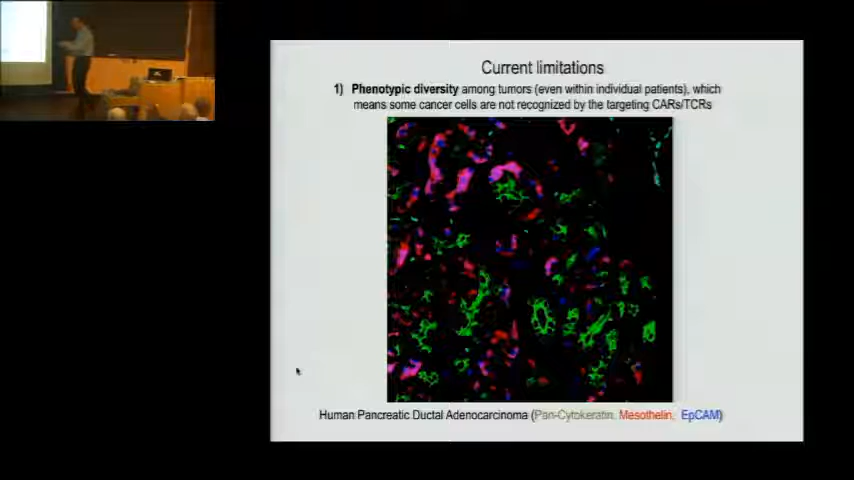 Current limitations
1) Phenotypic diversity among tumors (even within individual patients), which
means some cancer cells are not recognized by the targeting CARs/TCRs
Human Pancreatic Ductal Adenocarcinoma (Pan-Cytokeratin, Mesothelin, EpCAM)